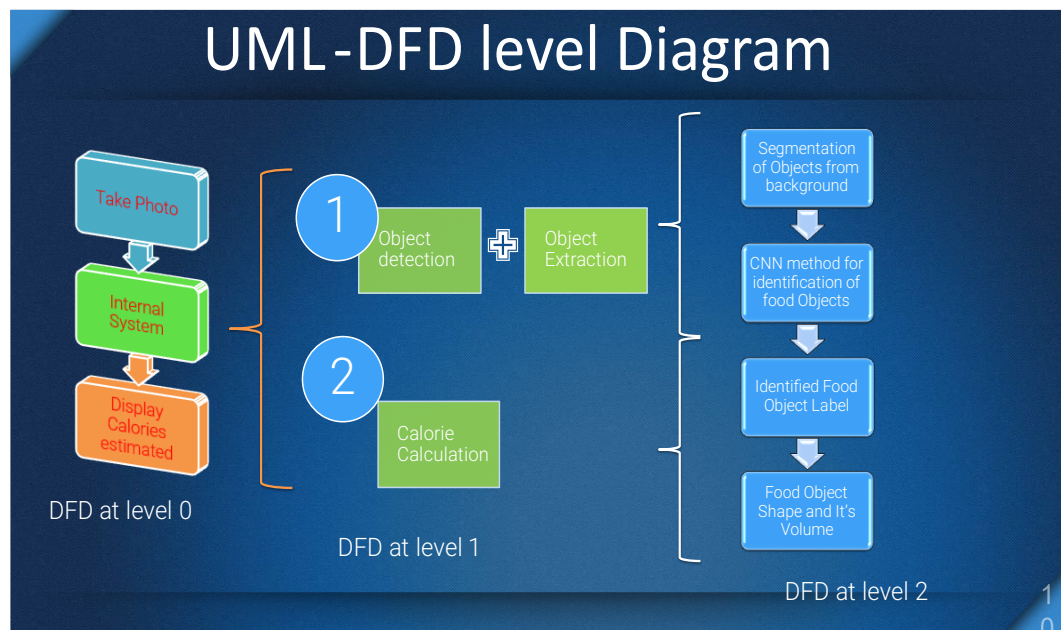 UML-DFD level Diagram
Take Photo
Internal
System
Display
Calories
estimated
DFD at level 0
1
Object
detection
Object
Extraction
2
Calorie
Calculation
DFD at level 1
Segmentation
of Objects from
background
CNN method for
identification of
food Objects
Identified Food
Object Label
Food Object
Shape and It's
Volume
DFD at level 2
1
0